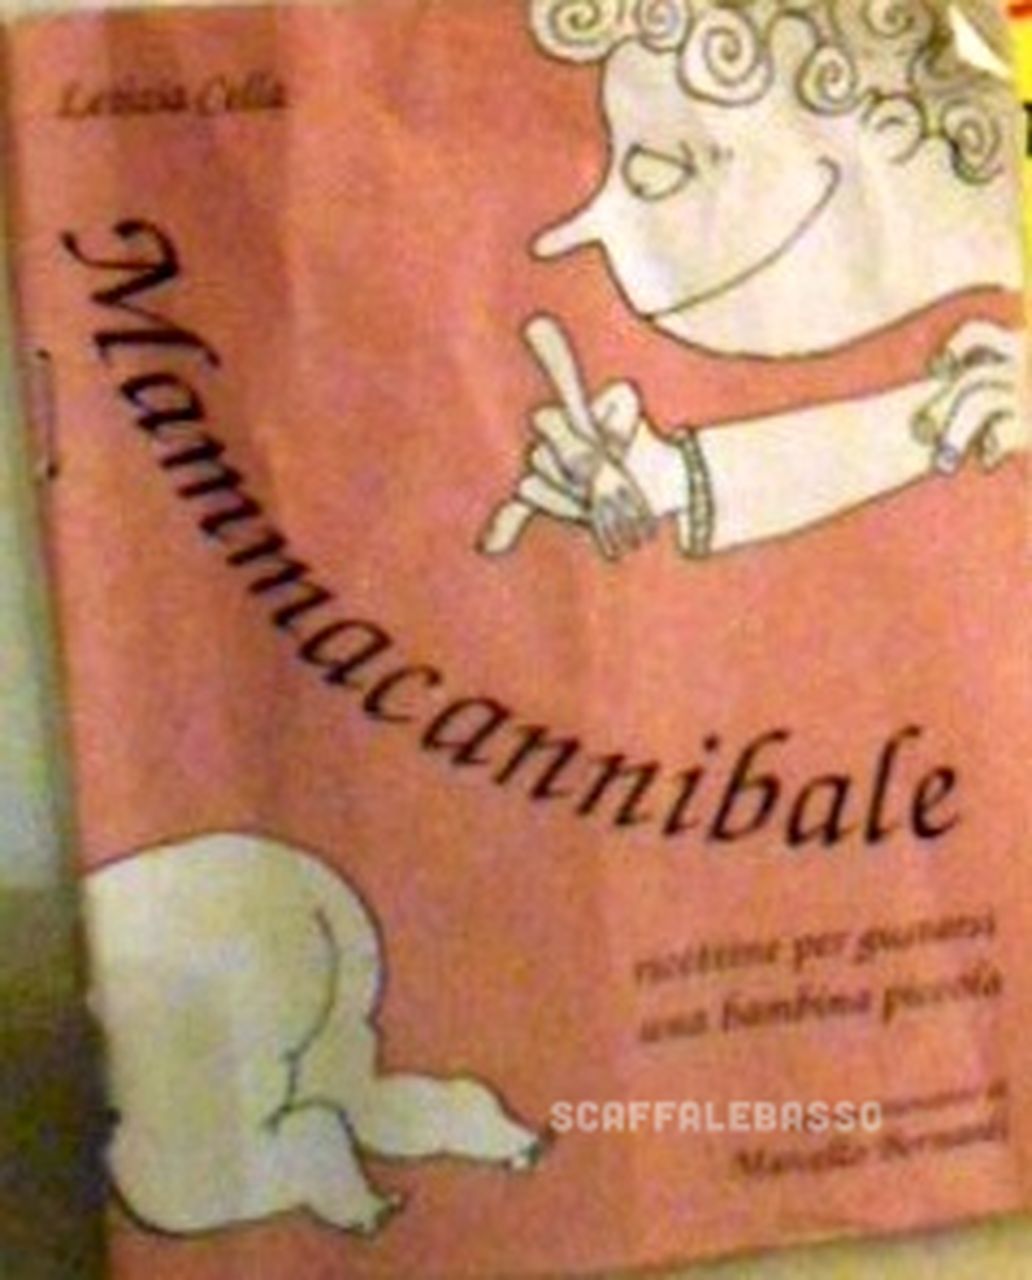 Letizia Cella
Mammacannibale
ricettine per gustarsi
una bambina piccola
SCAFFALEBASSO
Marcello Bernardi